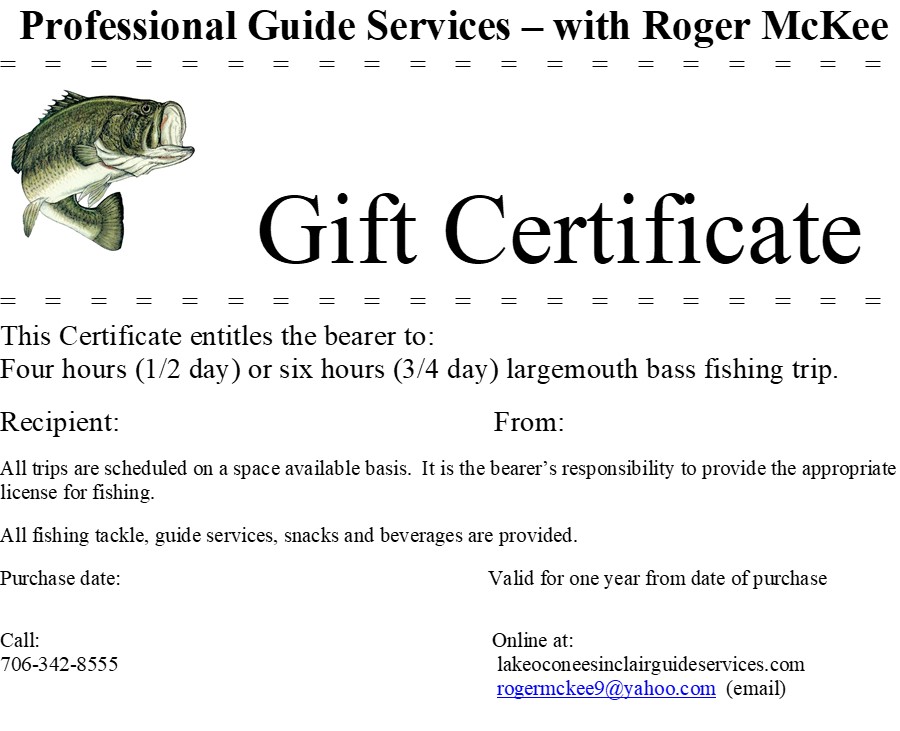 Professional Guide Services – with Roger McKee
= = = = = = = = = = = = = = = = = = = =
Gift Certificate
= = = = = = = = = = = = = = = = = = = =
This Certificate entitles the bearer to:
Four hours (1/2 day) or six hours (3/4 day) largemouth bass fishing trip.
Recipient: From:
All trips are scheduled on a space available basis.  It is the bearer’s responsibility to provide the appropriate
license for fishing.
All fishing tackle, guide services, snacks and beverages are provided.
Purchase date: Valid for one year from date of purchase
Call: Online at:
706-342-8555 lakeoconeesinclairguideservices.com
rogermckee9@yahoo.com  (email)